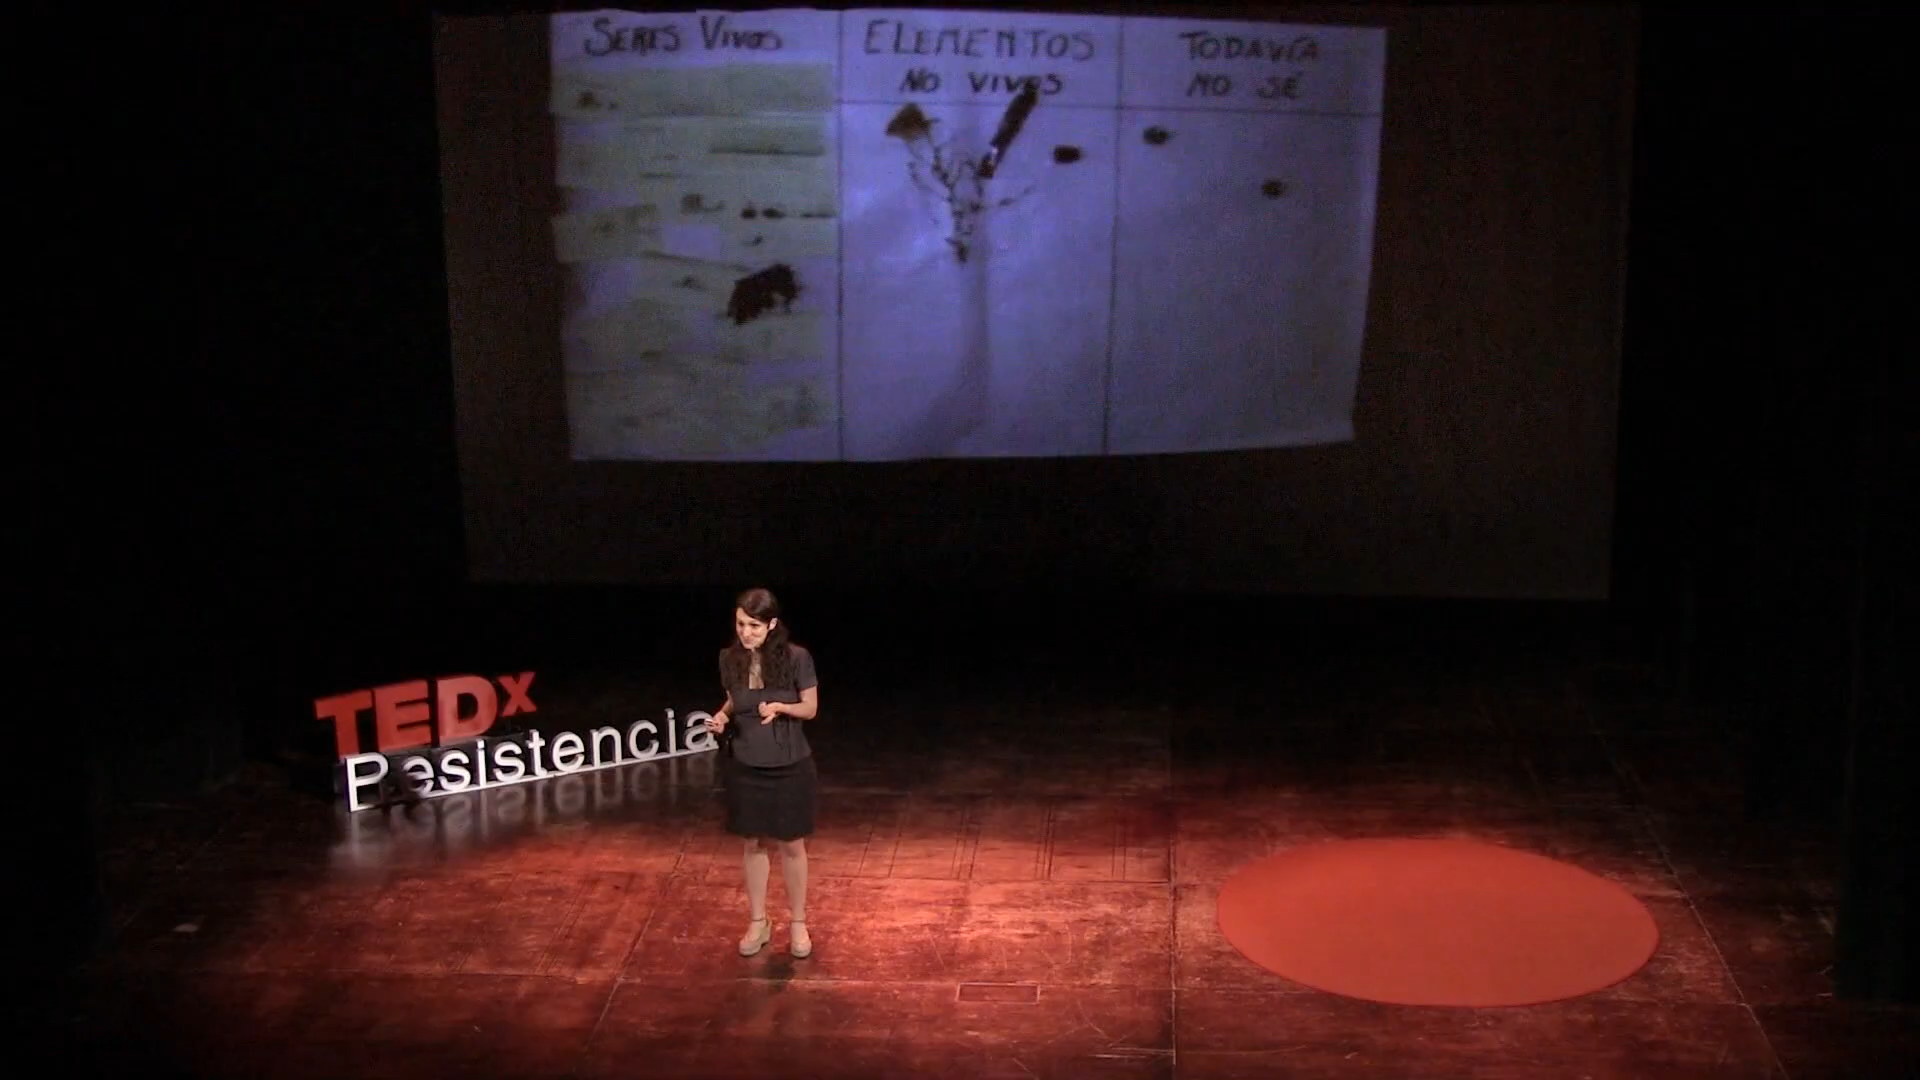 SERES VIVOS
ELEMENTOS
NO VIVOS
TODAVÍA
NO SÉ
TEDx
Resistencia